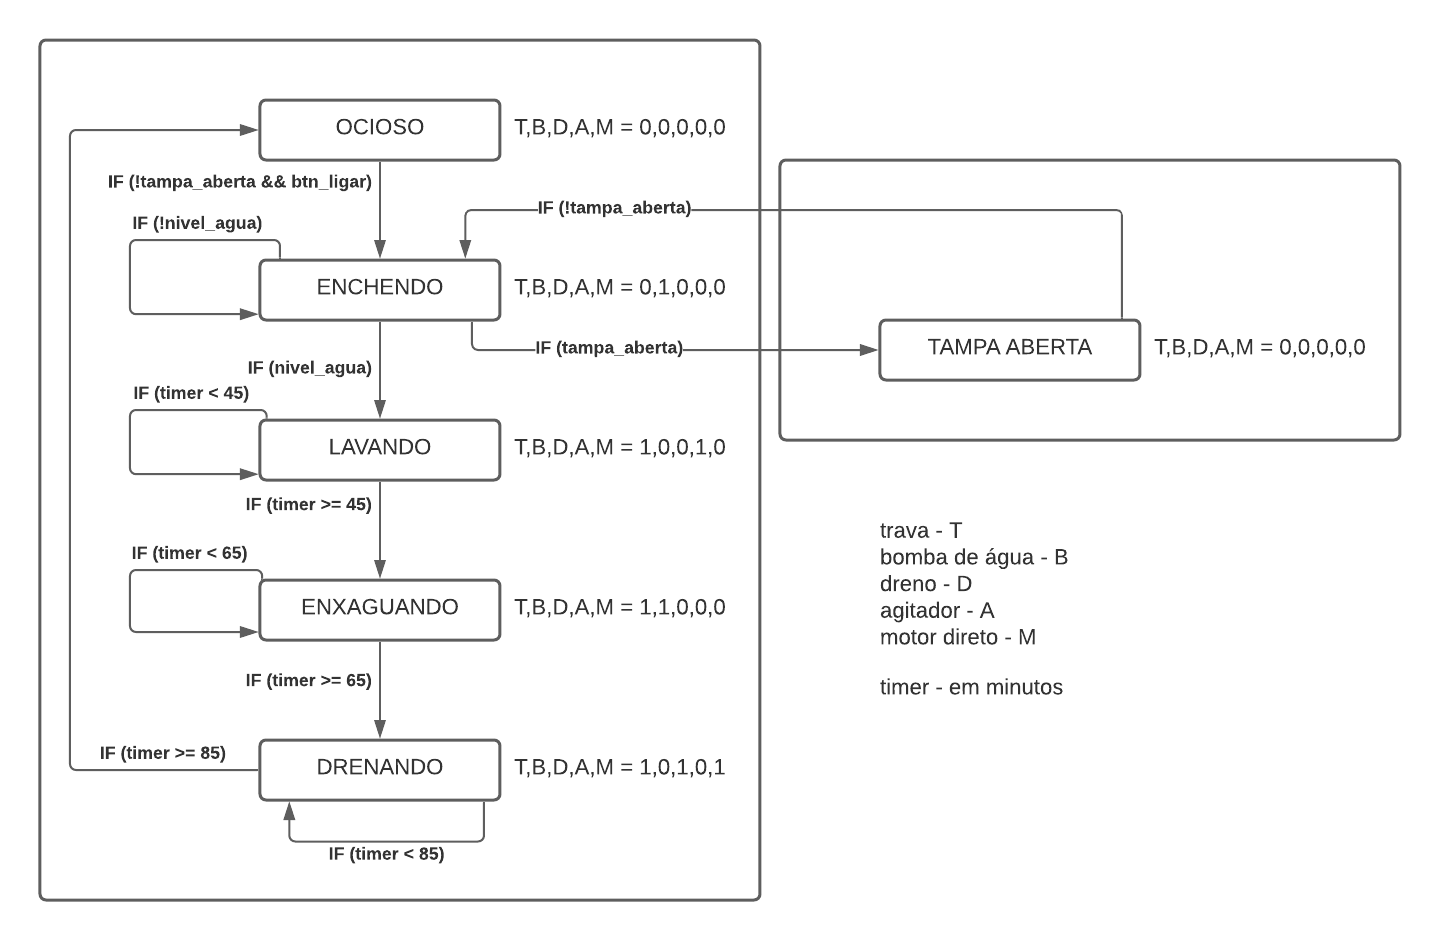 OCIOSO
T,B,D,A,M = 0,0,0,0,0
IF (!tampa_aberta && btn_ligar)
IF (!nivel_agua)
IF (!tampa_aberta)
ENCHENDO
T,B,D,A,M = 0,1,0,0,0
IF (tampa_aberta)
TAMPA ABERTA
T,B,D,A,M = 0,0,0,0,0
IF (nivel_agua)
IF (timer < 45)
LAVANDO
T,B,D,A,M = 1,0,0,1,0
IF (timer >= 45)
IF (timer < 65)
ENXAGUANDO
T,B,D,A,M = 1,1,0,0,0
IF (timer >= 65)
IF (timer >= 85)
DRENANDO
T,B,D,A,M = 1,0,1,0,1
IF (timer < 85)
trava - T
bomba de água - B
dreno - D
agitador - A
motor direto - M
timer - em minutos